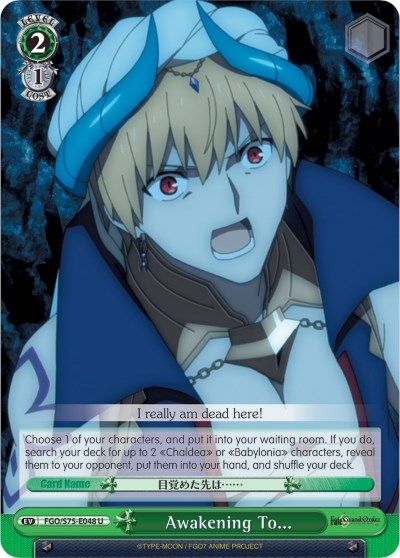 LEVEL
2
1
COST
I really am dead here!
Choose 1 of your characters, and put it into your waiting room. If you do,
search your deck for up to 2 «Chaldea» or «Babylonia» characters, reveal
them to your opponent, put them into your hand, and shuffle your deck.
Card Name 目覚めた先は……
EV FGO/S75-E048 U
Awakening To...
Fate/Grand Order
©TYPE-MOON / FGO7 ANIME PROJECT